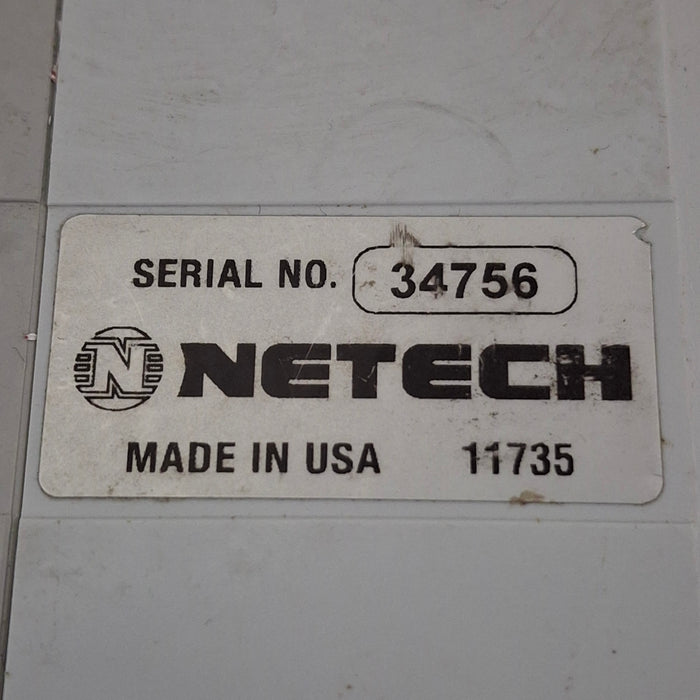 SERIAL NO. 34756
N NETECH
MADE IN USA 11735